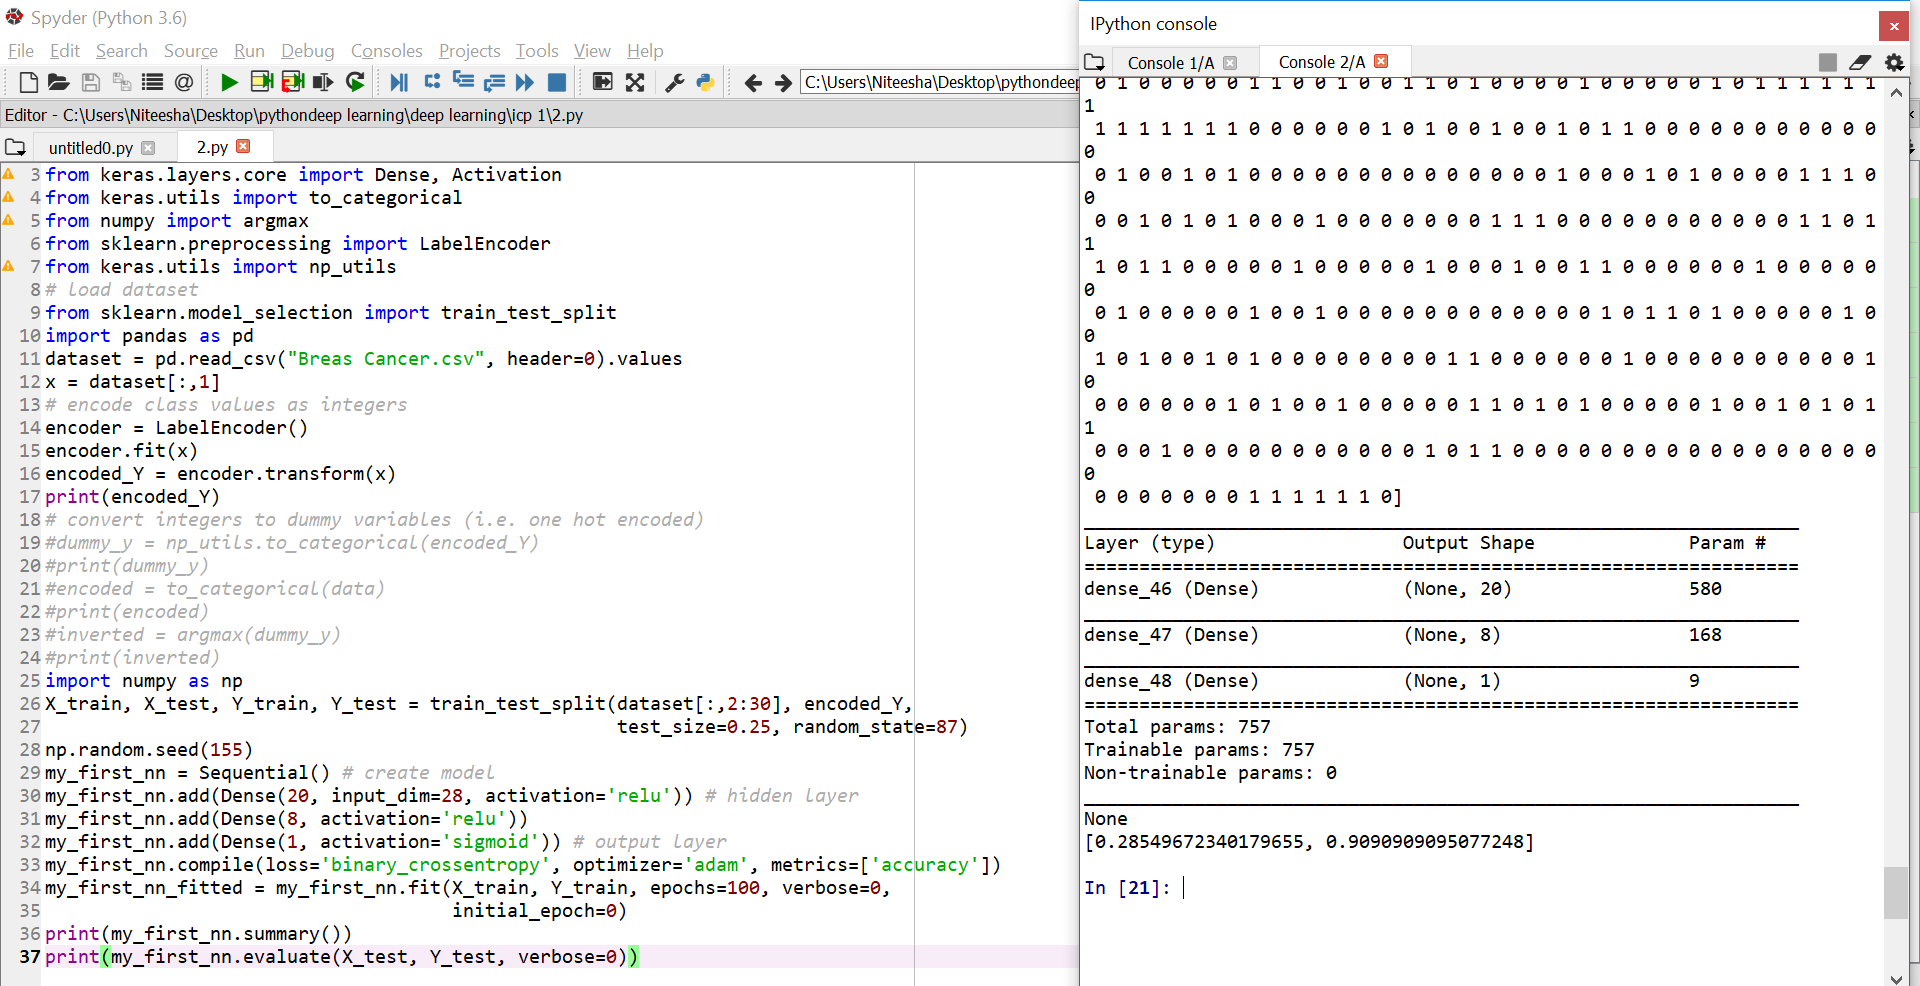 Spyder (Python 3.6)
File Edit Search Source Run Debug Consoles Projects Tools View Help
C:\Users\Niteesha\Desktop\pythondeep
Editor - C:\Users\Niteesha\Desktop\pythondeep learning\deep learning\icp 1\2.py
untitled0.py
2.py
3 from keras.layers.core import Dense, Activation
4 from keras.utils import to_categorical
5 from numpy import argmax
6 from sklearn.preprocessing import LabelEncoder
7 from keras.utils import np_utils
8 # load dataset
9 from sklearn.model_selection import train_test_split
10 import pandas as pd
11 dataset = pd.read_csv("Breas Cancer.csv", header=0).values
12 x = dataset[:,1]
13 # encode class values as integers
14 encoder = LabelEncoder()
15 encoder.fit(x)
16 encoded_Y = encoder.transform(x)
17 print(encoded_Y)
18 # convert integers to dummy variables (i.e. one hot encoded)
19 #dummy_y = np_utils.to_categorical(encoded_Y)
20 #print(dummy_y)
21 #encoded = to_categorical(data)
22 #print(encoded)
23 #inverted = argmax(dummy_y)
24 #print(inverted)
25 import numpy as np
26 X_train, X_test, Y_train, Y_test = train_test_split(dataset[:,2:30], encoded_Y,
27 test_size=0.25, random_state=87)
28 np.random.seed(155)
29 my_first_nn = Sequential() # create model
30 my_first_nn.add(Dense(20, input_dim=28, activation='relu')) # hidden layer
31 my_first_nn.add(Dense(8, activation='relu'))
32 my_first_nn.add(Dense(1, activation='sigmoid')) # output layer
33 my_first_nn.compile(loss='binary_crossentropy', optimizer='adam', metrics=['accuracy'])
34 my_first_nn_fitted = my_first_nn.fit(X_train, Y_train, epochs=100, verbose=0,
35 initial_epoch=0)
36 print(my_first_nn.summary())
37 print(my_first_nn.evaluate(X_test, Y_test, verbose=0))
IPython console
Console 1/A
Console 2/A
0 1 0 0 0 0 0 1 1 0 0 1 0 0 1 1 0 1 0 0 0 0 1 0 0 0 0 1 0 1 1 1 1 1 1 1
1
1 1 1 1 1 1 1 0 0 0 0 0 0 1 0 1 0 0 1 0 0 1 0 1 1 0 0 0 0 0 0 0 0 0 0 0
0
0 1 0 0 1 0 1 0 0 0 0 0 0 0 0 0 0 0 0 0 0 1 0 0 0 1 0 1 0 0 0 0 1 1 1 0
0
0 0 1 0 1 0 1 0 0 0 1 0 0 0 0 0 0 0 1 1 1 0 0 0 0 0 0 0 0 0 0 0 1 1 0 1
1
1 0 1 1 0 0 0 0 0 1 0 0 0 0 0 1 0 0 0 1 0 0 1 1 0 0 0 0 0 0 1 0 0 0 0 0
0
0 1 0 0 0 0 0 1 0 0 1 0 0 0 0 0 0 0 0 0 0 0 0 1 0 1 1 0 1 0 0 0 0 0 1 0
0
1 0 1 0 0 1 0 1 0 0 0 0 0 0 0 0 1 1 0 0 0 0 0 0 1 0 0 0 0 0 0 0 0 0 0 1
0
0 0 0 0 0 0 1 0 1 0 0 1 0 0 0 0 0 1 1 0 1 0 1 0 0 0 0 0 1 0 0 1 0 1 0 1
1
0 0 0 1 0 0 0 0 0 0 0 0 0 0 0 1 0 1 1 0 0 0 0 0 0 0 0 0 0 0 0 0 0 0 0 0
0
0 0 0 0 0 0 0 1 1 1 1 1 1 0]
Layer (type) Output Shape Param #
=================================================================
dense_46 (Dense) (None, 20) 580
dense_47 (Dense) (None, 8) 168
dense_48 (Dense) (None, 1) 9
=================================================================
Total params: 757
Trainable params: 757
Non-trainable params: 0
None
[0.28549672340179655, 0.9090909095077248]
In [21]: